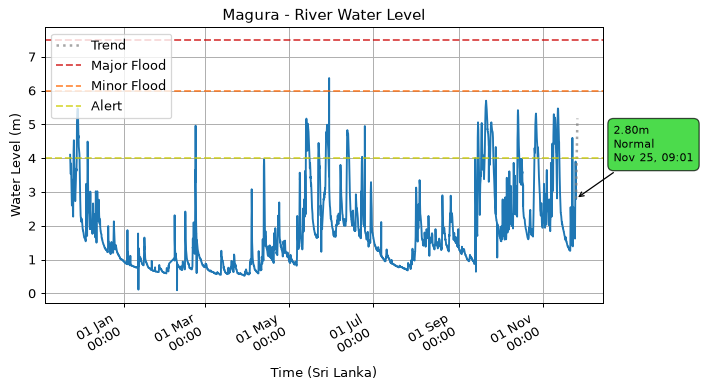 Magura - River Water Level
Trend
Major Flood
Minor Flood
Alert
7
6
5
4
3
2
1
0
Water Level (m)
2.80m
Normal
Nov 25, 09:01
01 Jan
00:00
01 Mar
00:00
01 May
00:00
01 Jul
00:00
01 Sep
00:00
01 Nov
00:00
Time (Sri Lanka)